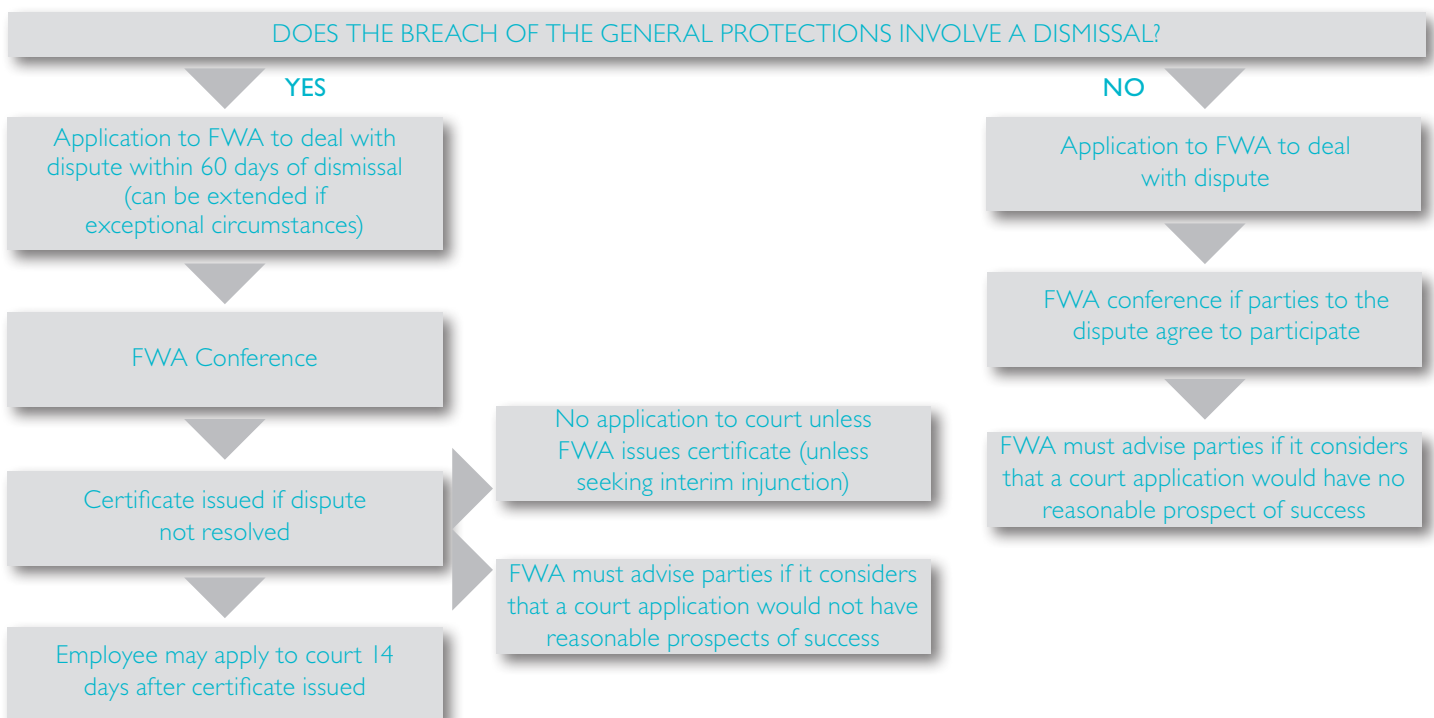 DOES THE BREACH OF THE GENERAL PROTECTIONS INVOLVE A DISMISSAL?
YES
Application to FWA to deal with
dispute within 60 days of dismissal
(can be extended if
exceptional circumstances)
FWA Conference
Certificate issued if dispute
not resolved
No application to court unless
FWA issues certificate (unless
seeking interim injunction)
FWA must advise parties if it considers
that a court application would not have
reasonable prospects of success
Employee may apply to court 14
days after certificate issued
NO
Application to FWA to deal
with dispute
FWA conference if parties to the
dispute agree to participate
FWA must advise parties if it considers
that a court application would have no
reasonable prospect of success